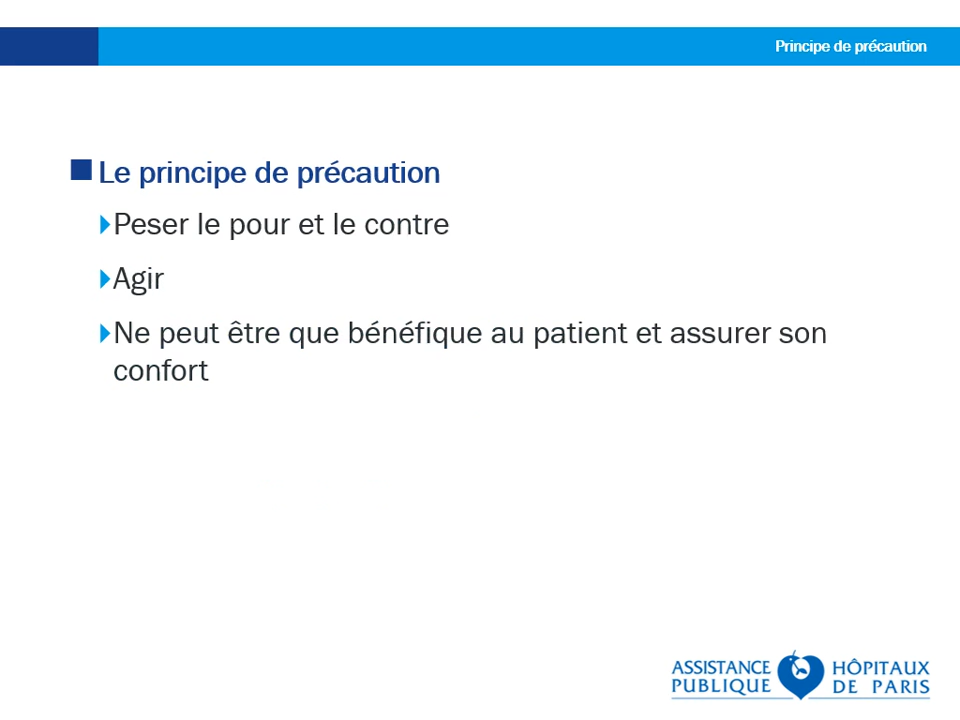 Principe de précaution
Le principe de précaution
Peser le pour et le contre
Agir
Ne peut être que bénéfique au patient et assurer son
confort
ASSISTANCE HÔPITAUX
PUBLIQUE DE PARIS